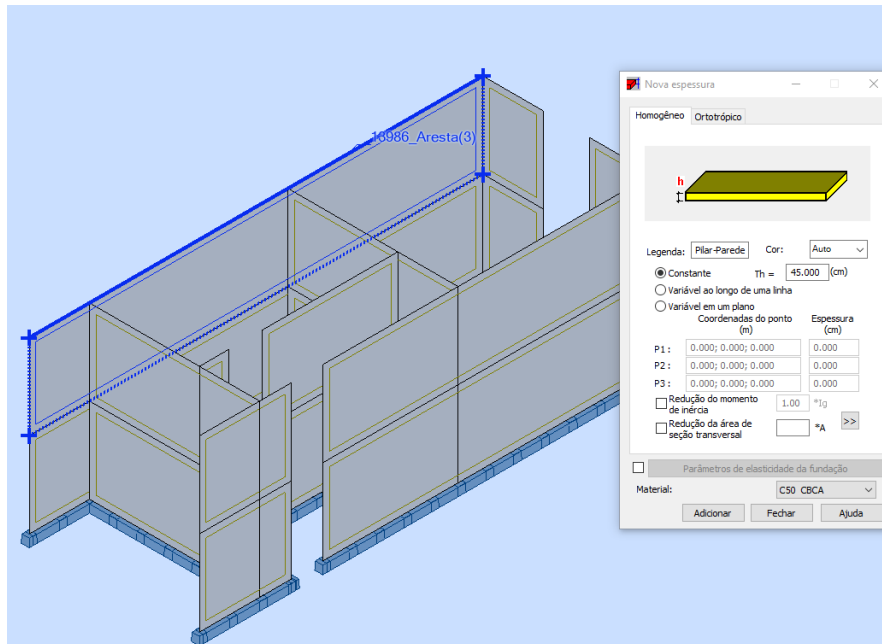 _13986_Aresta(3)
Nova espessura
Homogêneo Ortotrópico
h
Legenda: Pilar-Parede Cor: Auto
Constante Th = 45.000 (cm)
Variável ao longo de uma linha
Variável em um plano
Coordenadas do ponto Espessura
(m) (cm)
P1 : 0.000; 0.000; 0.000 0.000
P2 : 0.000; 0.000; 0.000 0.000
P3 : 0.000; 0.000; 0.000 0.000
Redução do momento
de inércia 1.00 *Ig
Redução da área de
seção transversal *A >>
Parâmetros de elasticidade da fundação
Material: C50 CBCA
Adicionar Fechar Ajuda